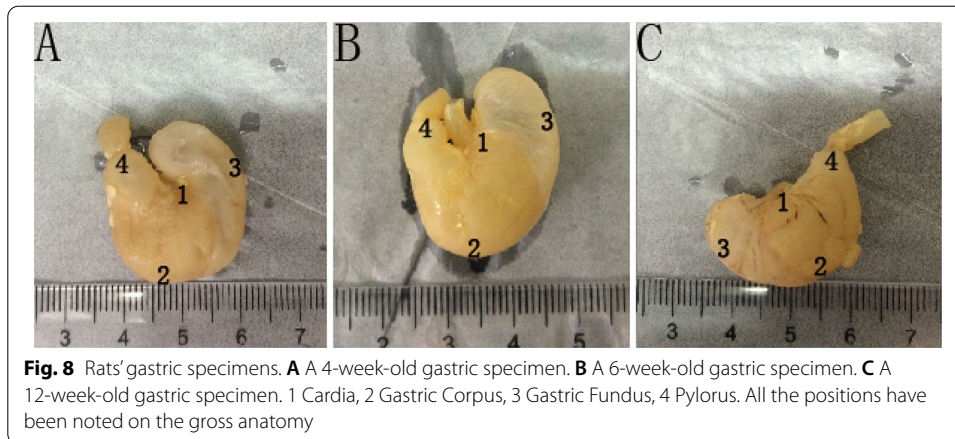 A
B
C
4
3
1
2
4
3
1
2
4
1
3
2
3 4 5 6 7
2 3 4 5
3 4 5 6 7
Fig. 8 Rats' gastric specimens. A A 4-week-old gastric specimen. B A 6-week-old gastric specimen. C A
12-week-old gastric specimen. 1 Cardia, 2 Gastric Corpus, 3 Gastric Fundus, 4 Pylorus. All the positions have
been noted on the gross anatomy